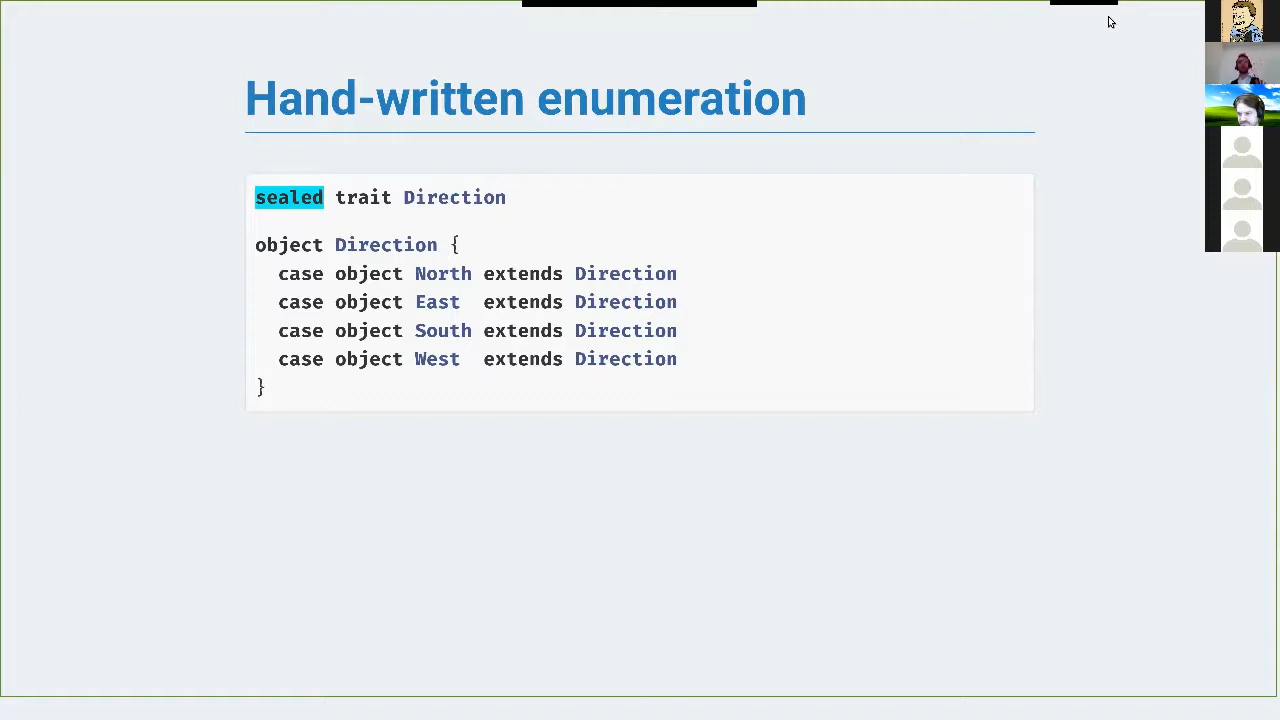 Hand-written enumeration
sealed trait Direction
object Direction {
  case object North extends Direction
  case object East  extends Direction
  case object South extends Direction
  case object West  extends Direction
}